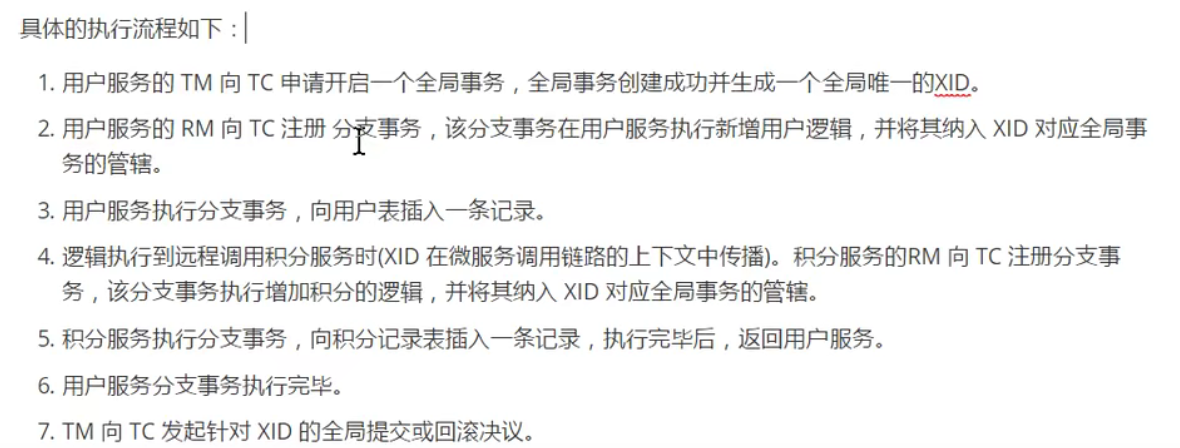 具体的执行流程如下：
1. 用户服务的 TM 向 TC 申请开启一个全局事务，全局事务创建成功并生成一个全局唯一的XID。
2. 用户服务的 RM 向 TC 注册 分支事务，该分支事务在用户服务执行新增用户逻辑，并将其纳入 XID 对应全局事
务的管辖。
3. 用户服务执行分支事务，向用户表插入一条记录。
4. 逻辑执行到远程调用积分服务时(XID 在微服务调用链路的上下文中传播)。积分服务的RM 向 TC 注册分支事
务，该分支事务执行增加积分的逻辑，并将其纳入 XID 对应全局事务的管辖。
5. 积分服务执行分支事务，向积分记录表插入一条记录，执行完毕后，返回用户服务。
6. 用户服务分支事务执行完毕。
7. TM 向 TC 发起针对 XID 的全局提交或回滚决议。